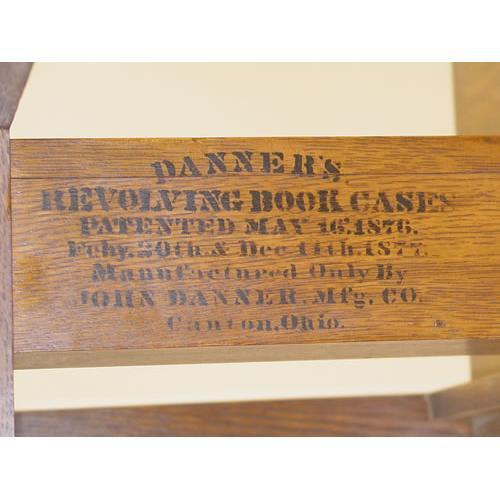 DANNER'S
REVOLVING BOOK CASES
PATENTED MAY 16, 1876.
Feby. 20th. & Dec 11th. 1877.
Manufactured Only By
JOHN DANNER. Mfg. CO.
Canton, Ohio.